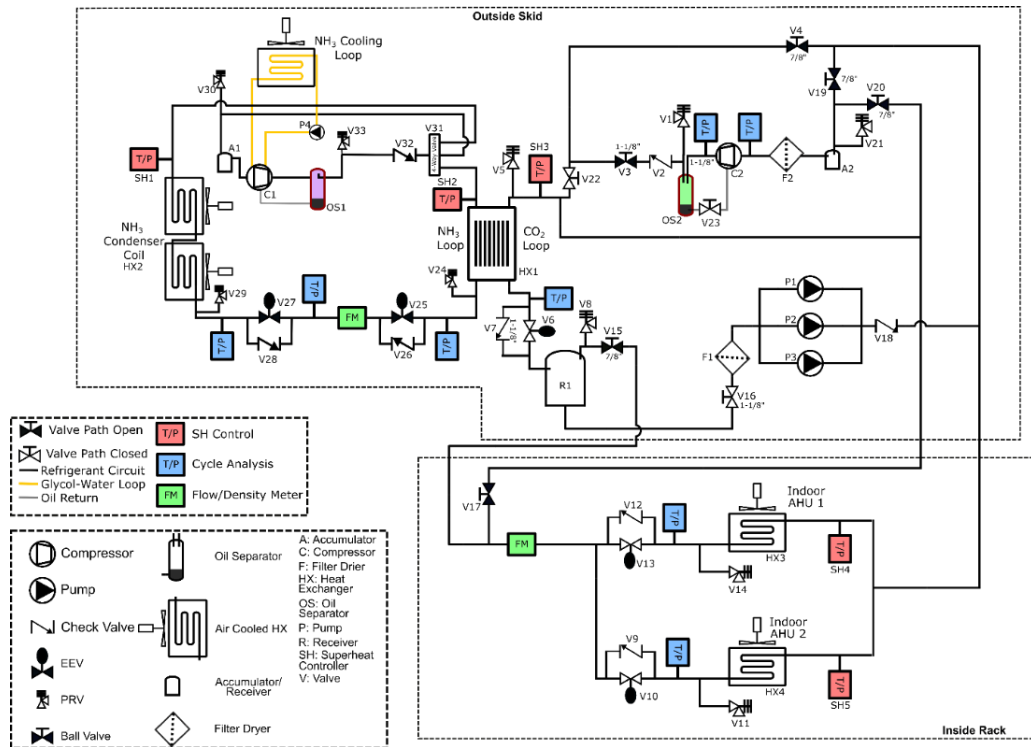 Outside Skid
NH₃ Cooling
Loop
V30
P4
V33
V32
V31
4-Way Valve
A1
T/P
SH1
C1
OS1
SH2
T/P
SH3
T/P
V5
V22
V4
7/8"
7/8"
V19
V20
7/8"
V21
V1
T/P
T/P
1-1/8"
V3
V2
1-1/8"
C2
F2
A2
OS2
V23
NH₃
Condenser
Coil
HX2
NH₃
Loop
CO₂
Loop
HX1
V29
V27
T/P
V25
V24
FM
T/P
V28
V26
T/P
T/P
V7
1-1/8"
V6
V8
V15
7/8"
R1
P1
P2
P3
V18
F1
V16
1-1/8"
Valve Path Open
Valve Path Closed
Refrigerant Circuit
Glycol-Water Loop
Oil Return
T/P
SH Control
T/P
Cycle Analysis
FM
Flow/Density Meter
Compressor
Pump
Check Valve
EEV
PRV
Ball Valve
Oil Separator
Air Cooled HX
Accumulator/
Receiver
Filter Dryer
A: Accumulator
C: Compressor
F: Filter Drier
HX: Heat
Exchanger
OS: Oil
Separator
P: Pump
R: Receiver
SH: Superheat
Controller
V: Valve
V17
FM
V12
V13
T/P
V14
Indoor
AHU 1
HX3
T/P
SH4
V9
V10
T/P
V11
Indoor
AHU 2
HX4
T/P
SH5
Inside Rack